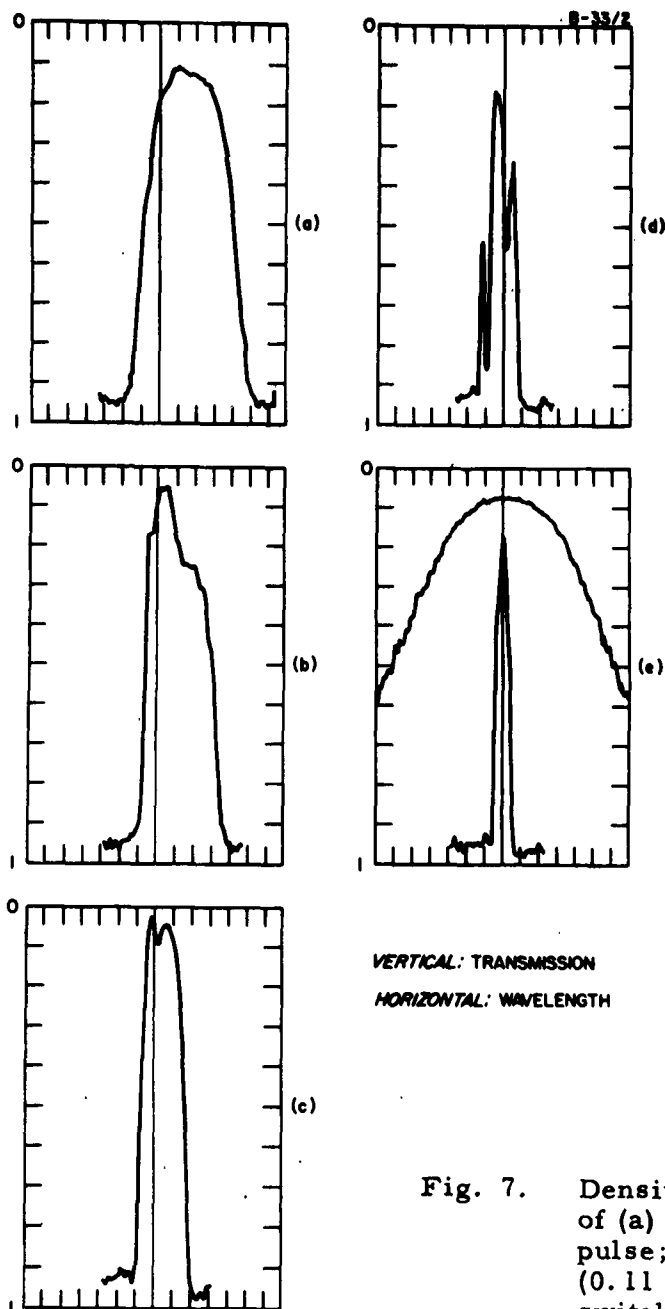 B-33/2
0
(a)
1
0
(d)
1
0
(b)
1
0
(e)
1
0
(c)
1
VERTICAL: TRANSMISSION
HORIZONTAL: WAVELENGTH
Fig. 7. Densit
of (a)
pulse;
(0.11